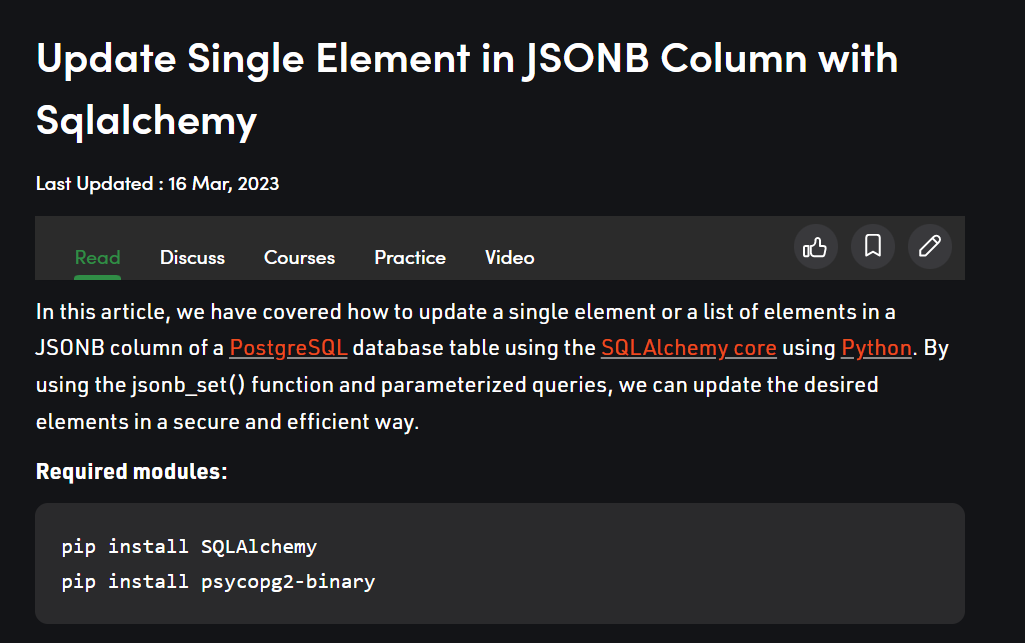 Update Single Element in JSONB Column with
Sqlalchemy
Last Updated : 16 Mar, 2023
Read Discuss Courses Practice Video
In this article, we have covered how to update a single element or a list of elements in a
JSONB column of a PostgreSQL database table using the SQLAlchemy core using Python. By
using the jsonb_set() function and parameterized queries, we can update the desired
elements in a secure and efficient way.
Required modules:
pip install SQLAlchemy
pip install psycopg2-binary